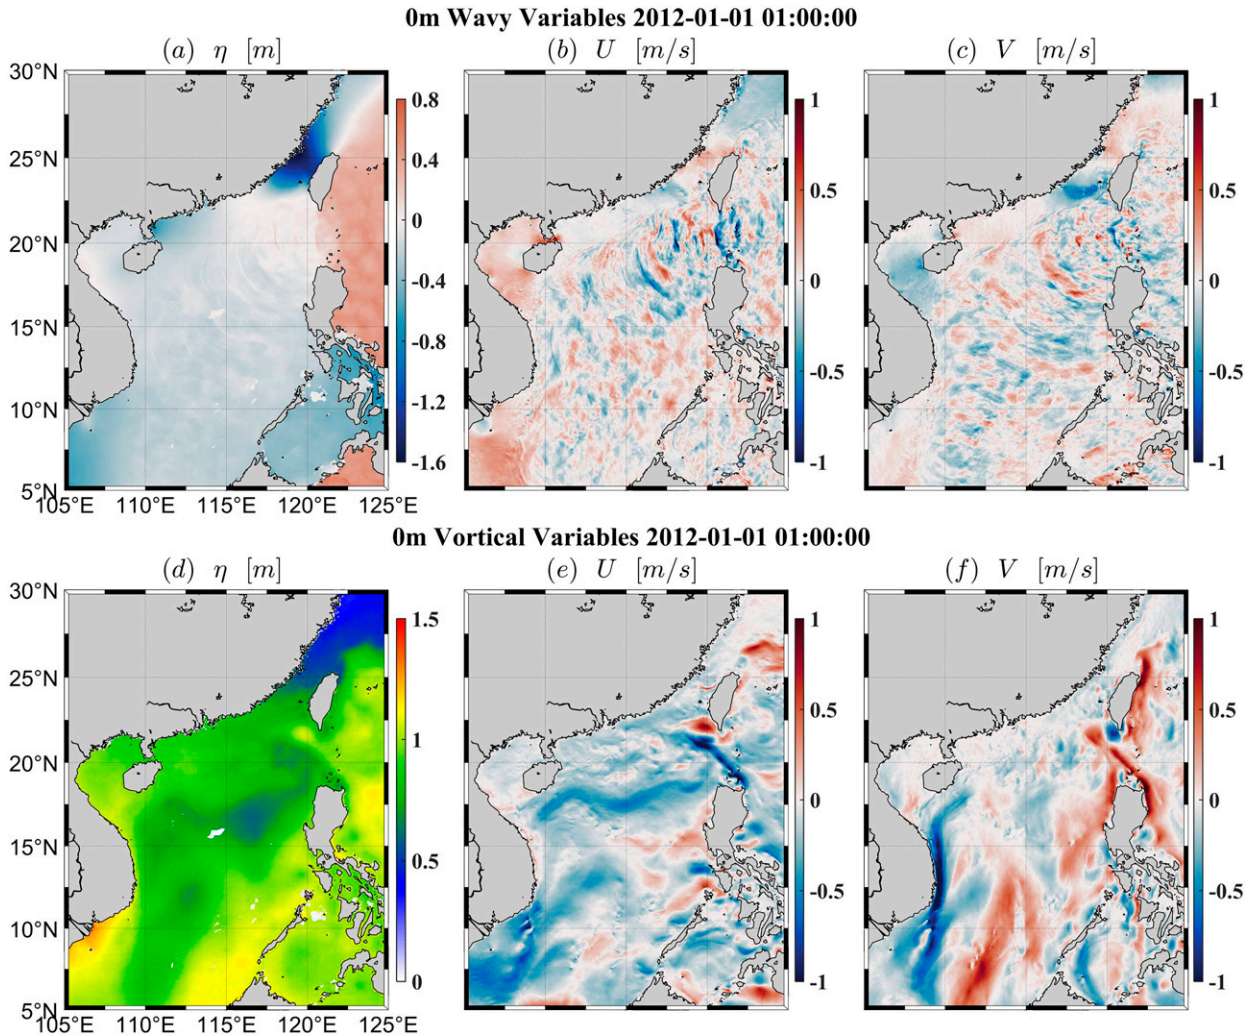 0m Wavy Variables 2012-01-01 01:00:00
(a) η [m]
(b) U [m/s]
(c) V [m/s]
30°N
25°N
20°N
15°N
10°N
5°N
105°E 110°E 115°E 120°E 125°E
0.8
0.4
0
-0.4
-0.8
-1.2
-1.6
1
0.5
0
-0.5
-1
1
0.5
0
-0.5
-1
0m Vortical Variables 2012-01-01 01:00:00
(d) η [m]
(e) U [m/s]
(f) V [m/s]
30°N
25°N
20°N
15°N
10°N
5°N
105°E 110°E 115°E 120°E 125°E
1.5
1
0.5
0
1
0.5
0
-0.5
-1
1
0.5
0
-0.5
-1